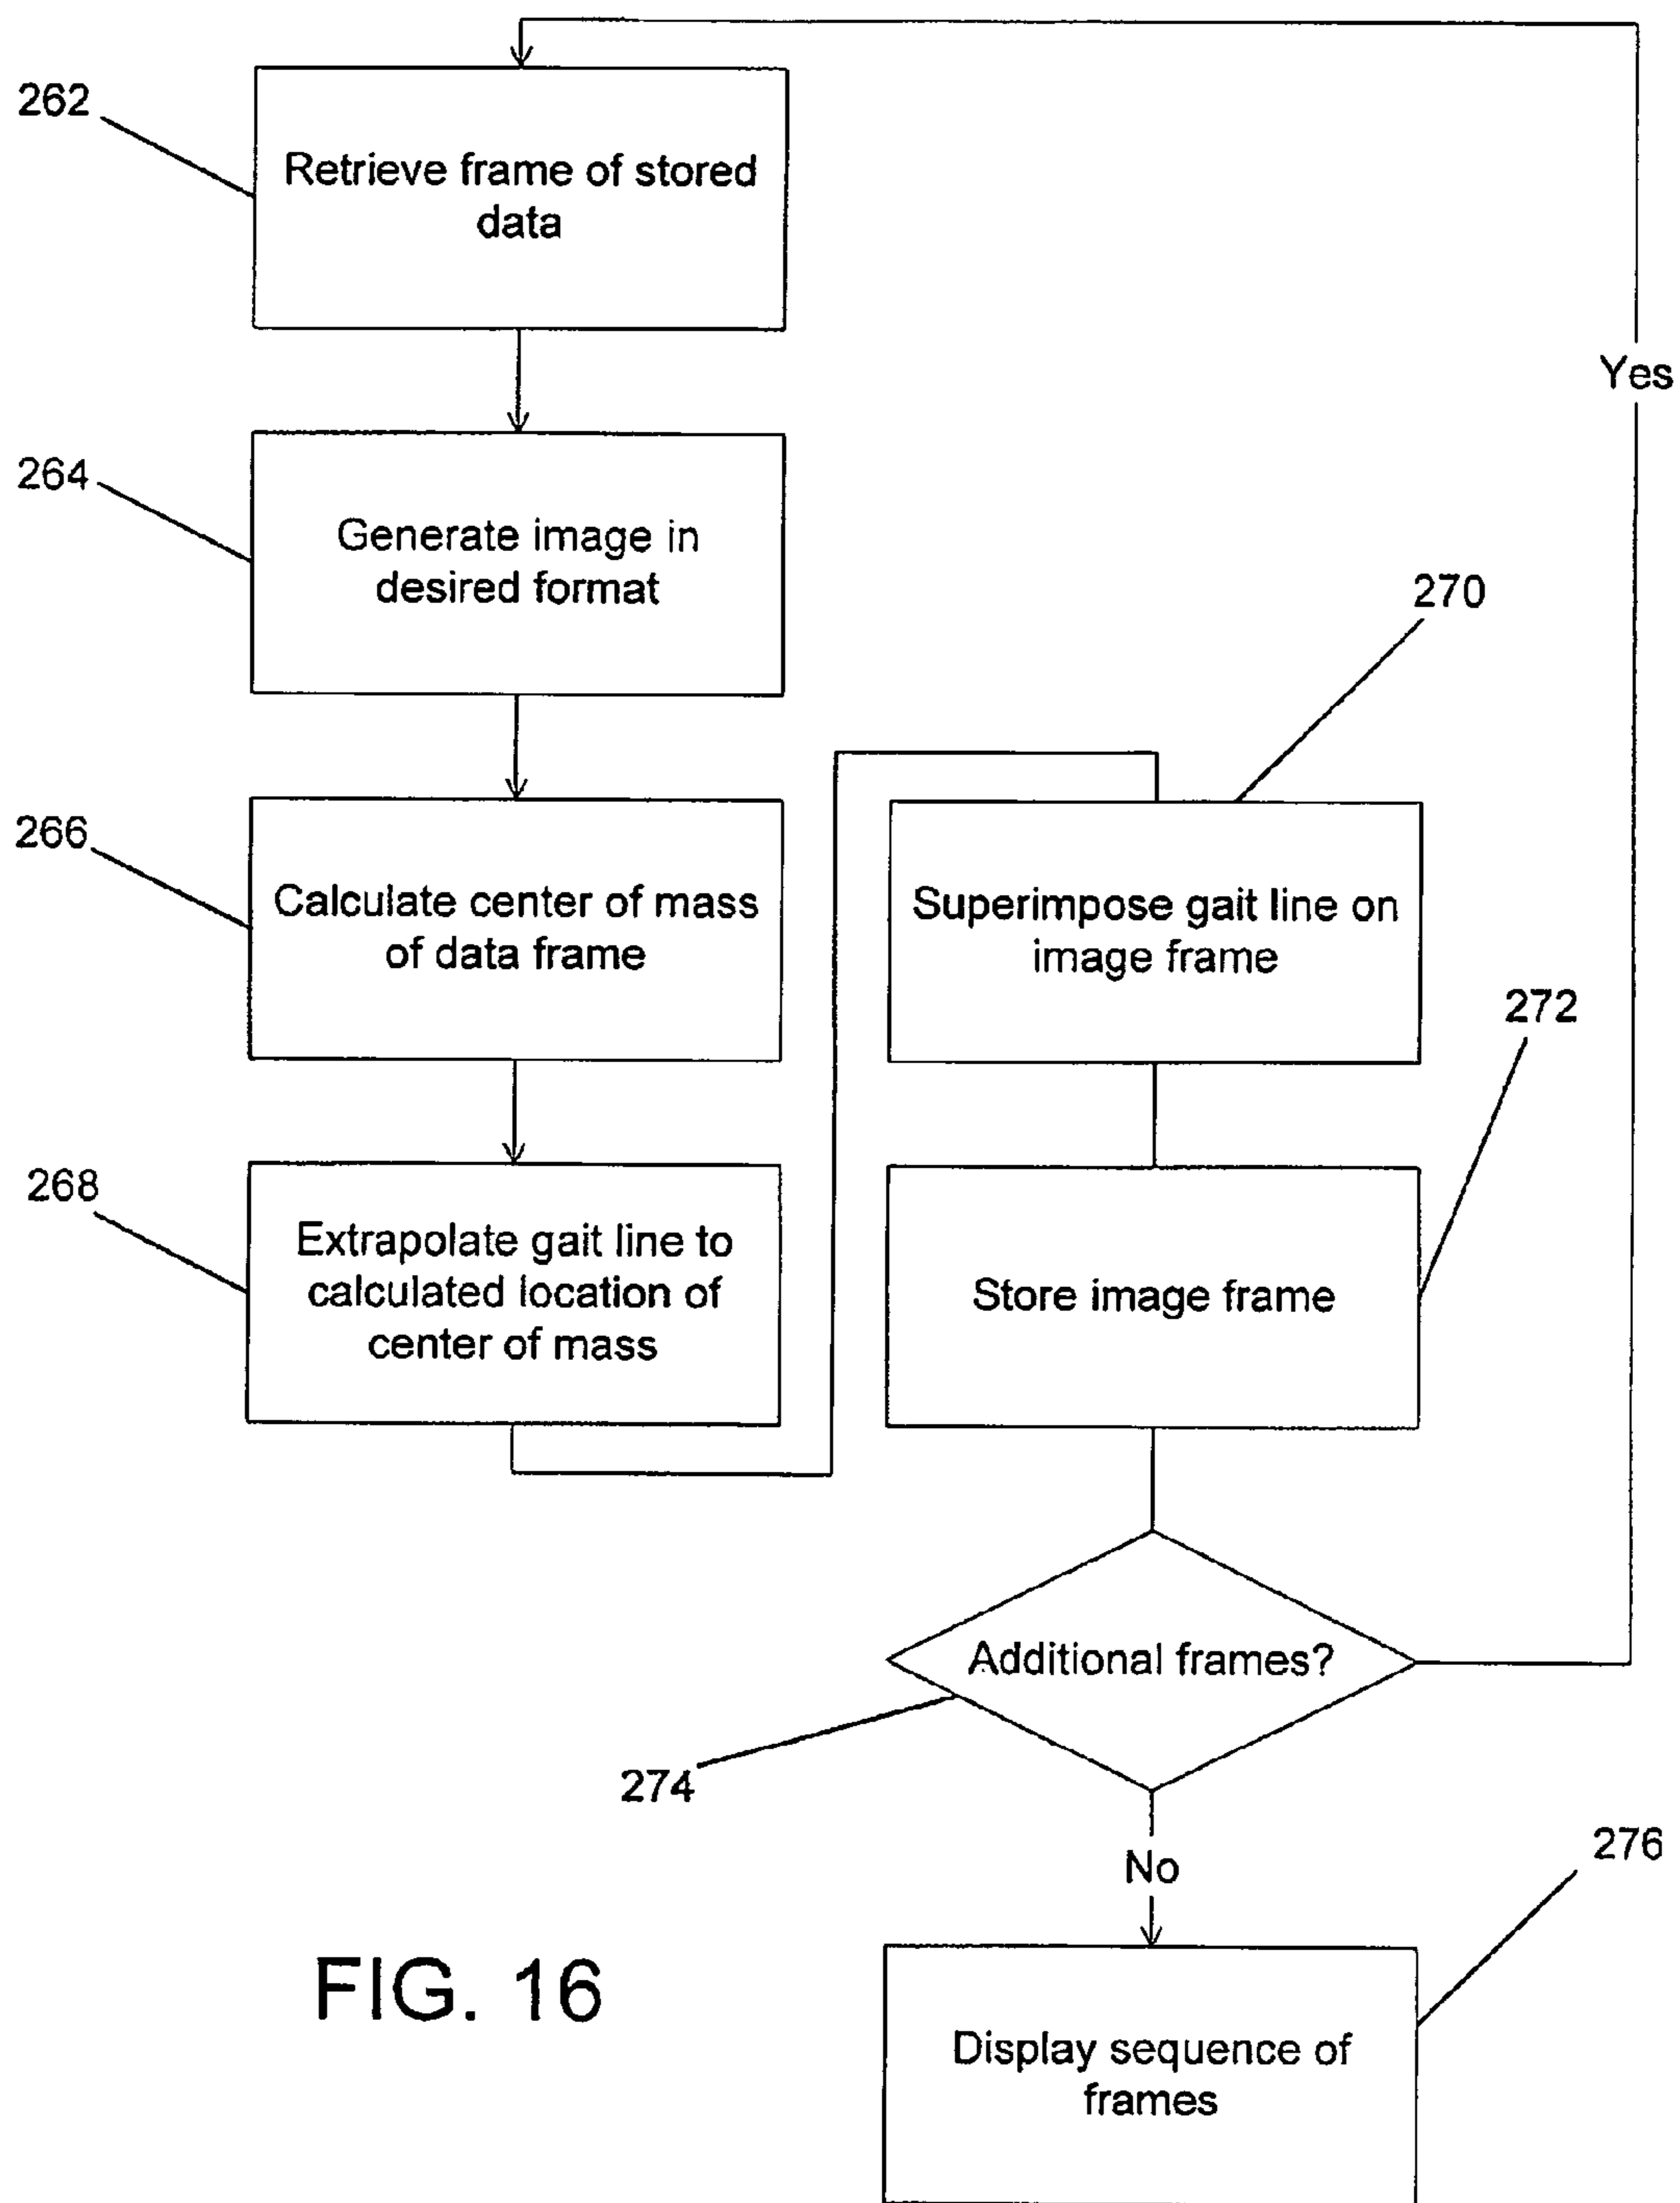 262
Retrieve frame of stored
data
Yes
264
Generate image in
desired format
266
Calculate center of mass
of data frame
268
Extrapolate gait line to
calculated location of
center of mass
270
Superimpose gait line on
image frame
272
Store image frame
Additional frames?
274
No
276
Display sequence of
frames
FIG. 16